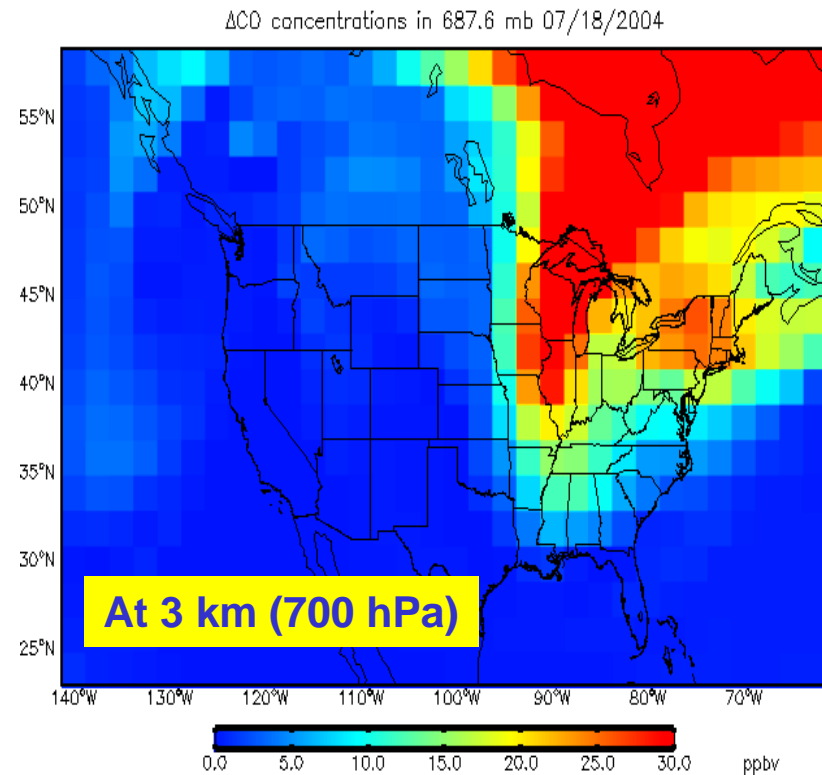 ΔCO concentrations in 687.6 mb 07/18/2004
55°N
50°N
45°N
40°N
35°N
30°N
25°N
At 3 km (700 hPa)
140°W 130°W 120°W 110°W 100°W 90°W 80°W 70°W
0.0 5.0 10.0 15.0 20.0 25.0 30.0 ppbv